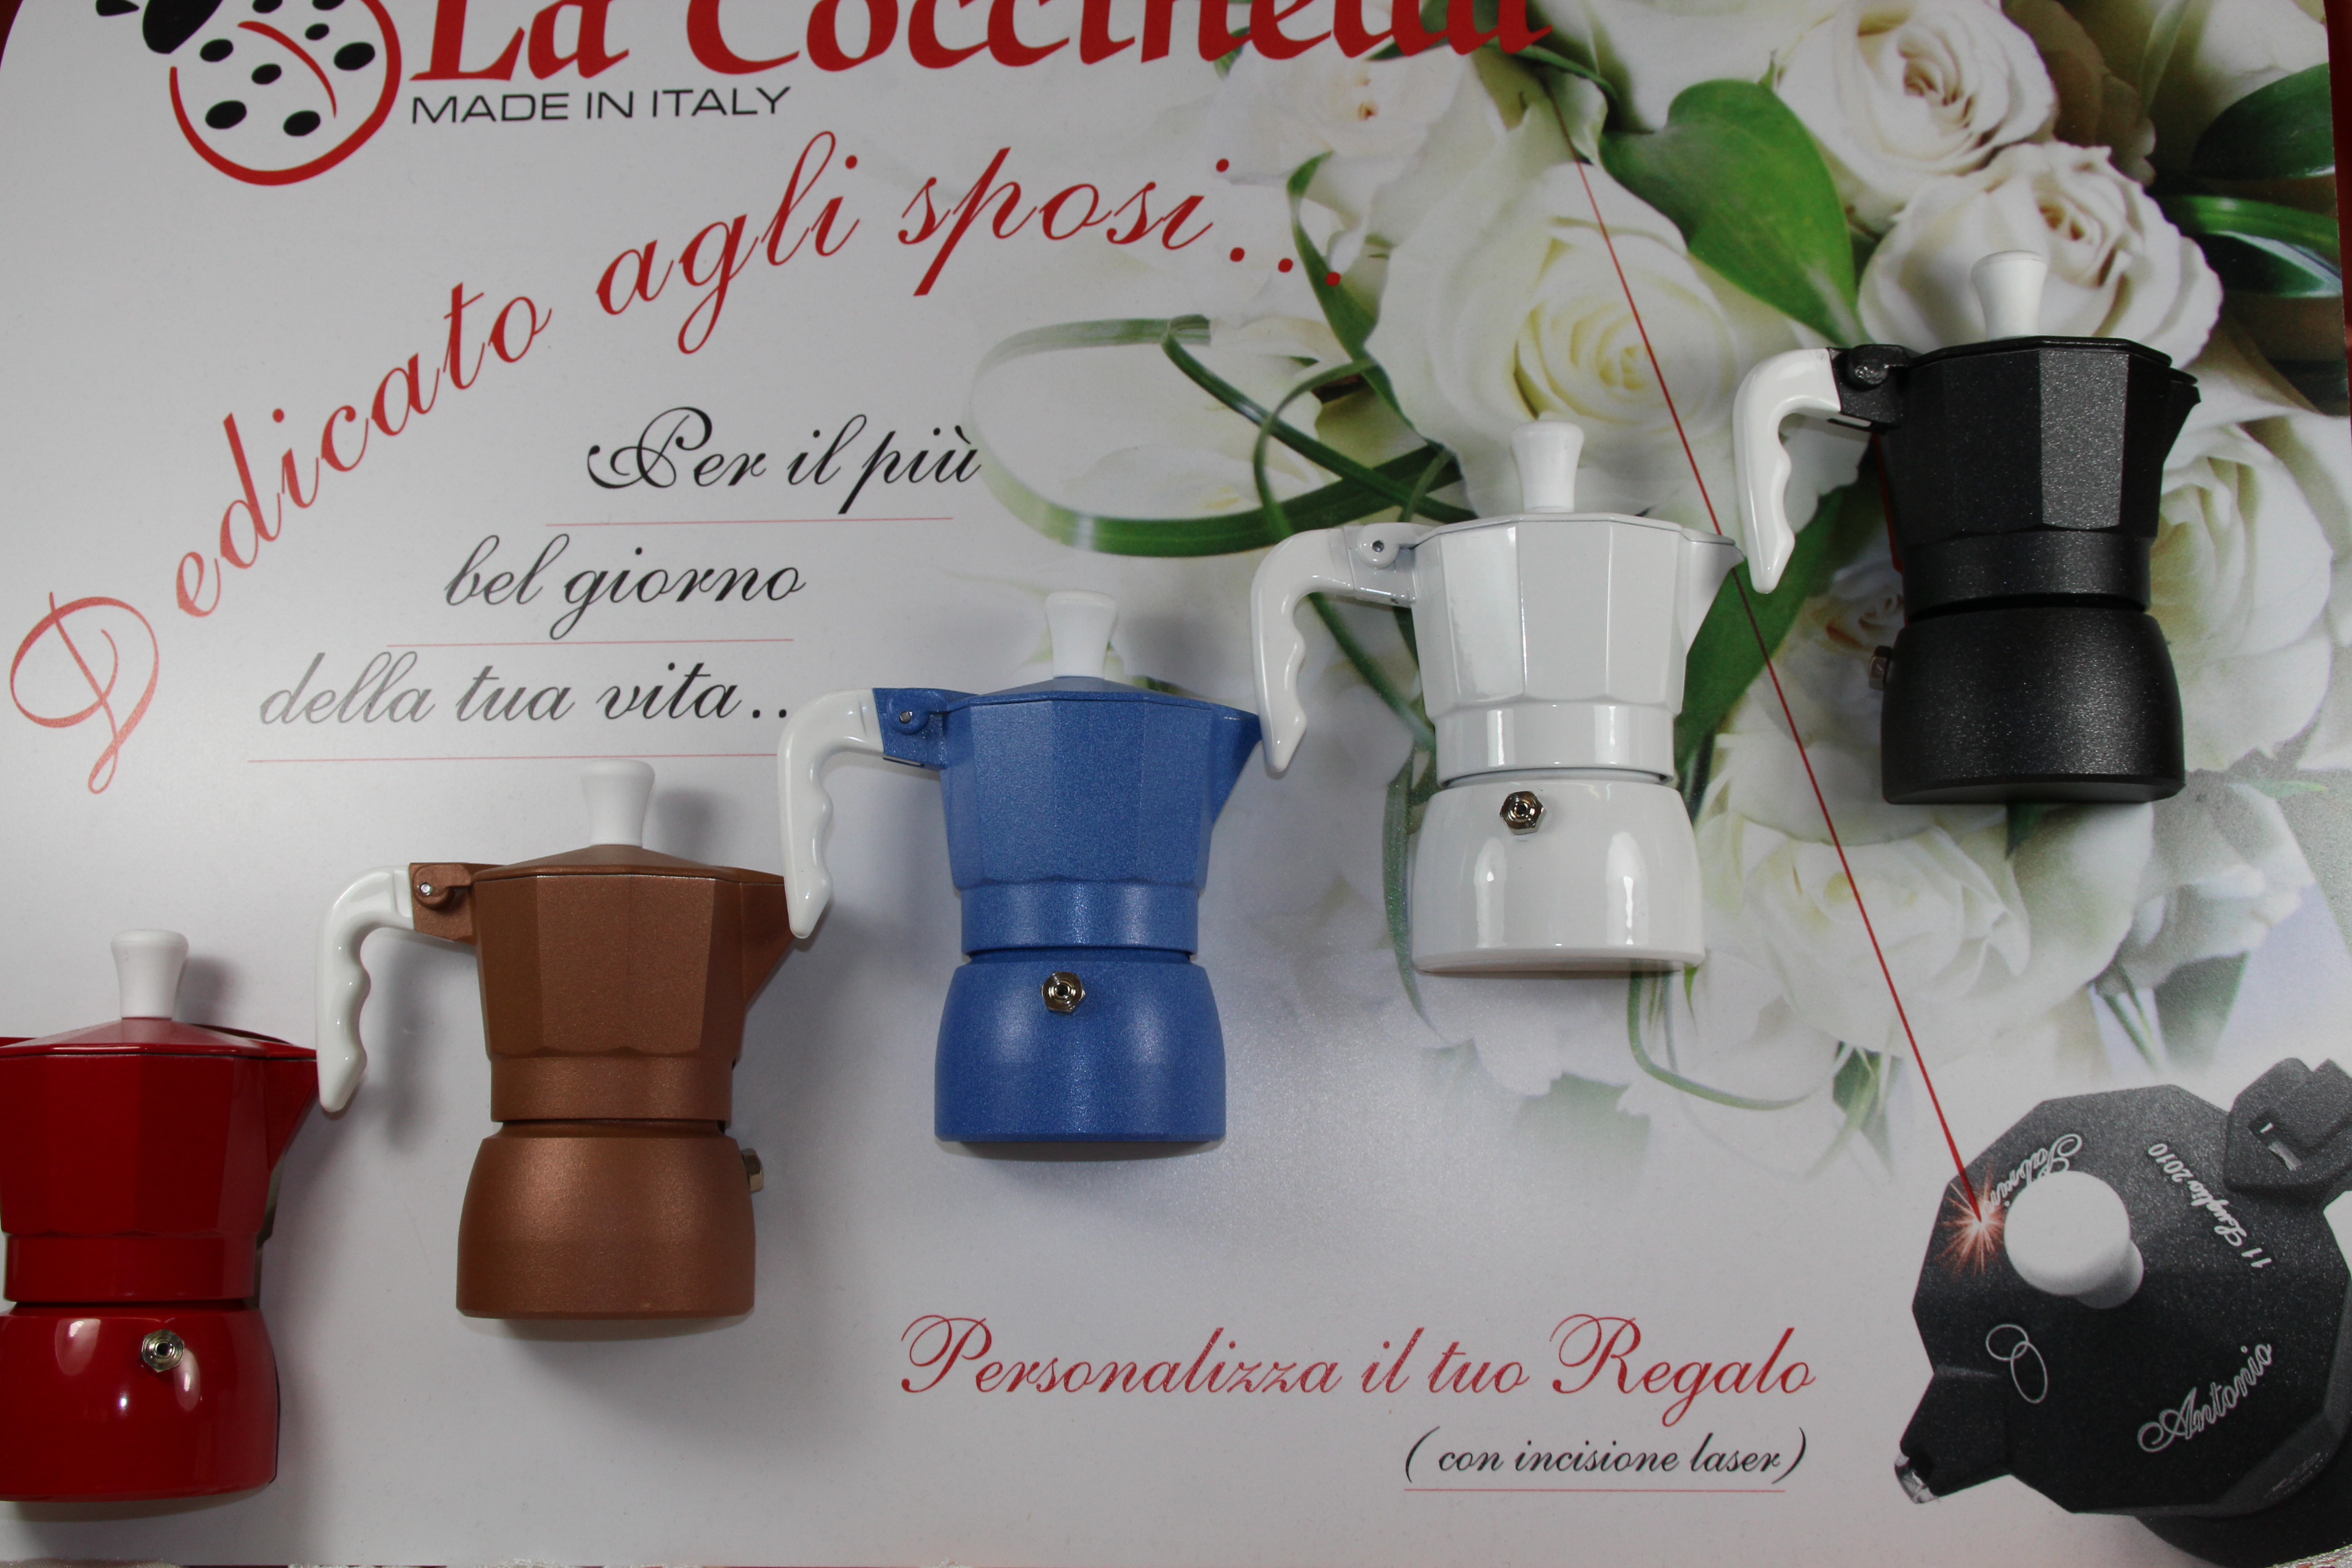 La Coccinella
MADE IN ITALY
Dedicato agli sposi...
Per il più
bel giorno
della tua vita..
Personalizza il tuo Regalo
(con incisione laser)
11 Luglio 2010
Antonio